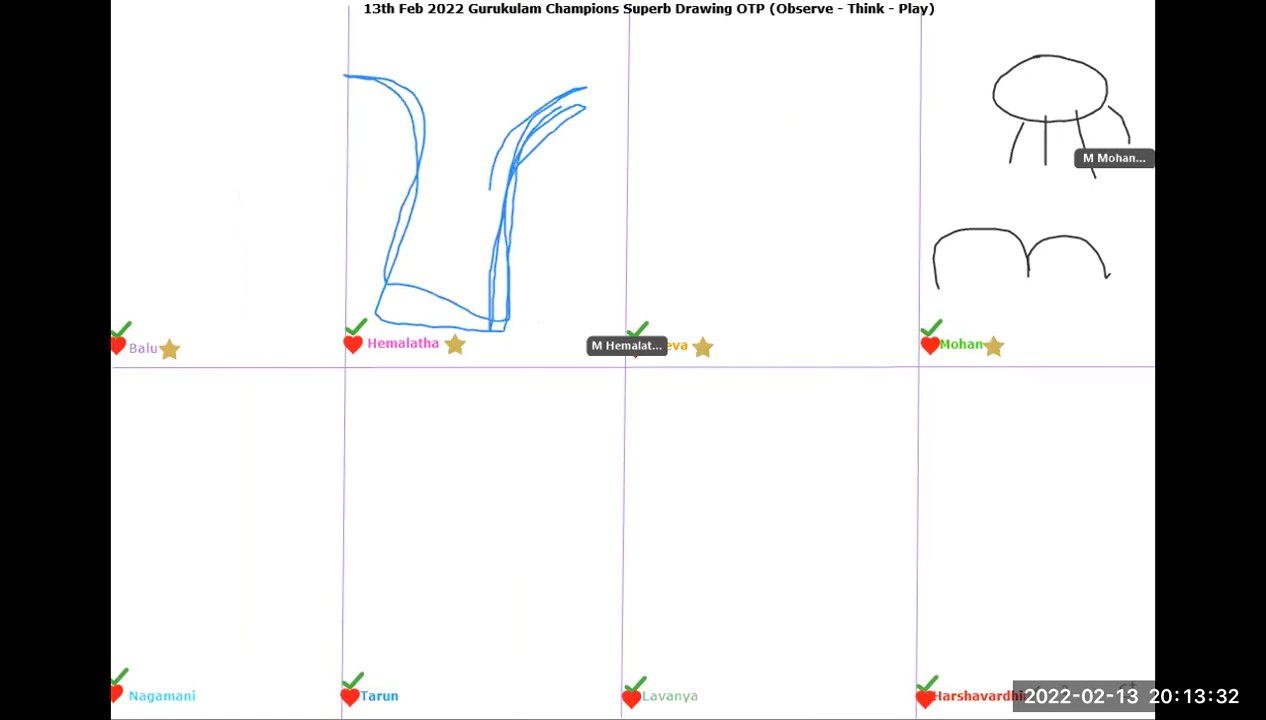 13th Feb 2022 Gurukulam Champions Superb Drawing OTP (Observe - Think - Play)
M Mohan...
Balu
Hemalatha
M Hemalat...
eva
Mohan
Nagamani
Tarun
Lavanya
Harshavardhi
2022-02-13 20:13:32